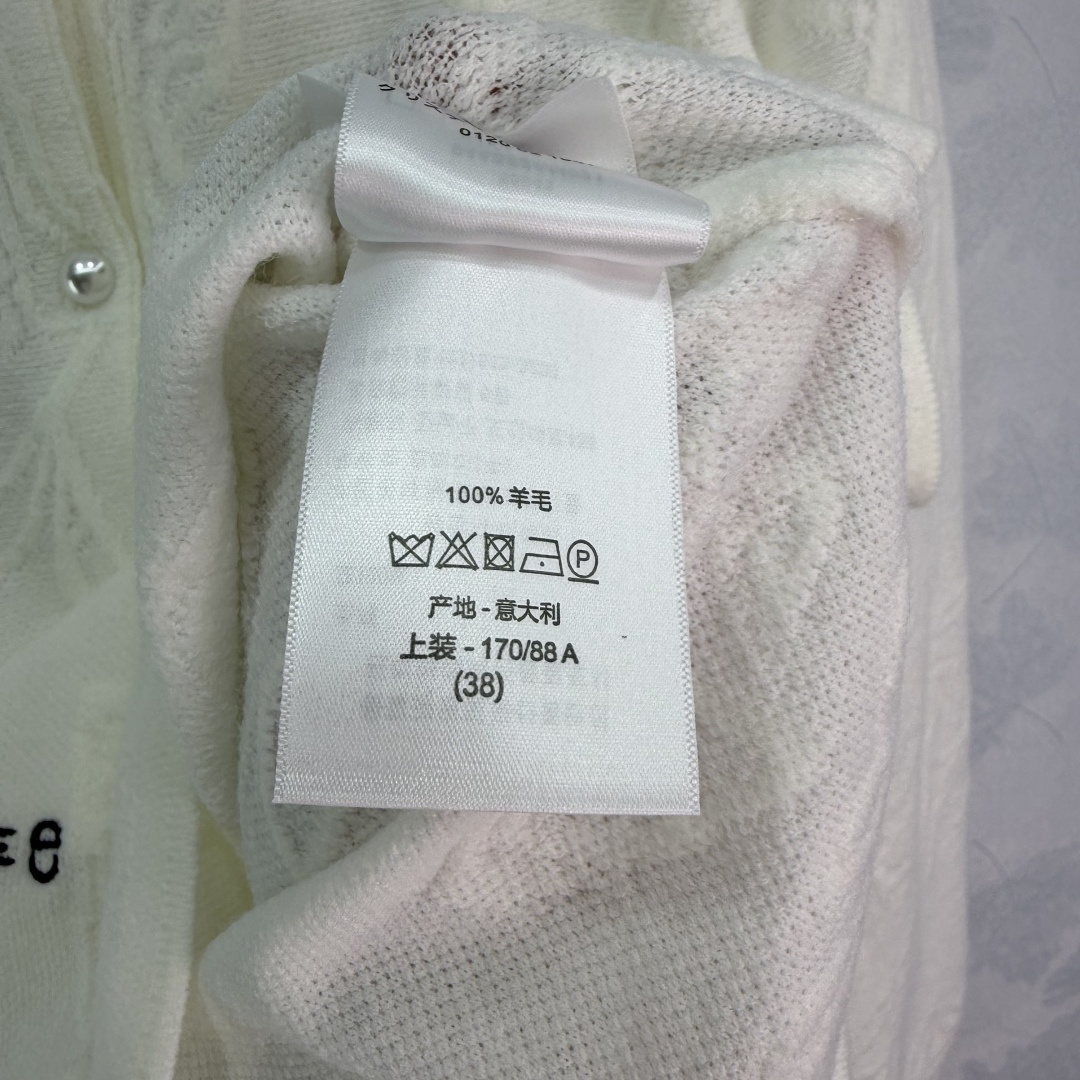 100% 羊毛
P
产地 - 意大利
上装 - 170/88 A
(38)